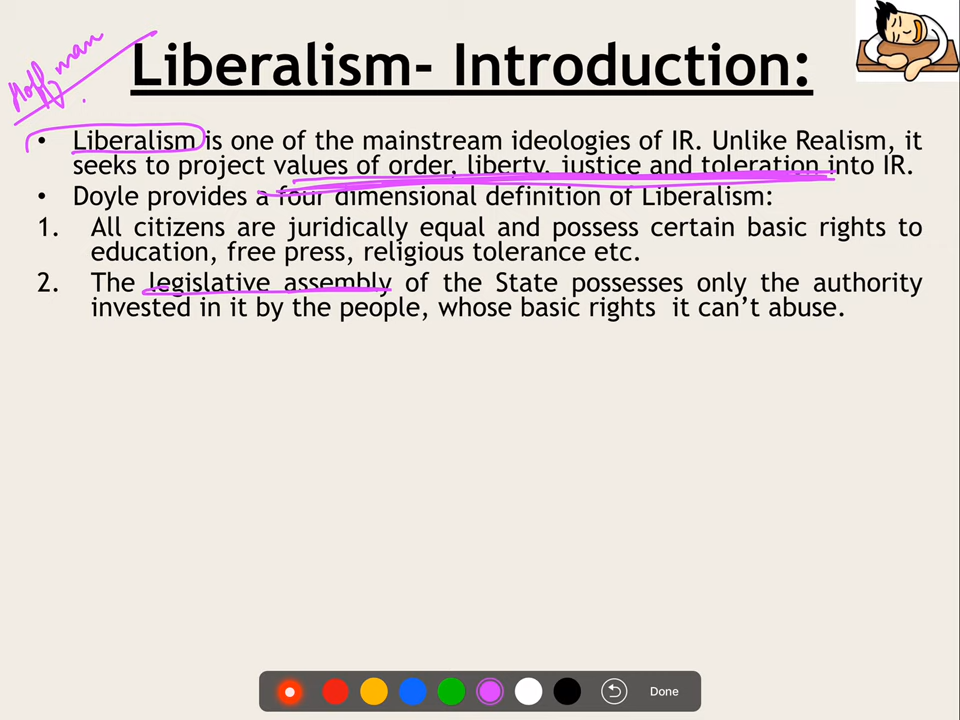 Hoffman
Liberalism- Introduction:
• Liberalism is one of the mainstream ideologies of IR. Unlike Realism, it
seeks to project values of order, liberty, justice and toleration into IR.
• Doyle provides a four dimensional definition of Liberalism:
1. All citizens are juridically equal and possess certain basic rights to
education, free press, religious tolerance etc.
2. The legislative assembly of the State possesses only the authority
invested in it by the people, whose basic rights it can’t abuse.
Done